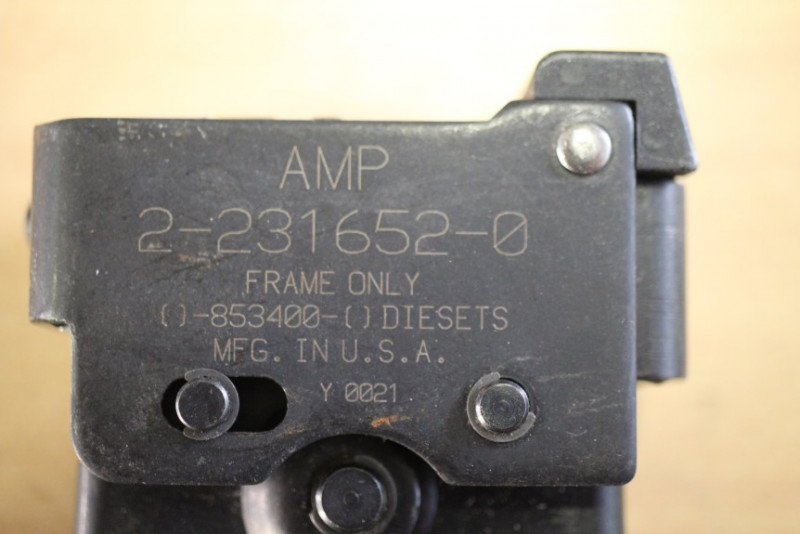 AMP
2-231652-0
FRAME ONLY
()-853400-() DIESETS
MFG. IN U.S.A.
Y 0021